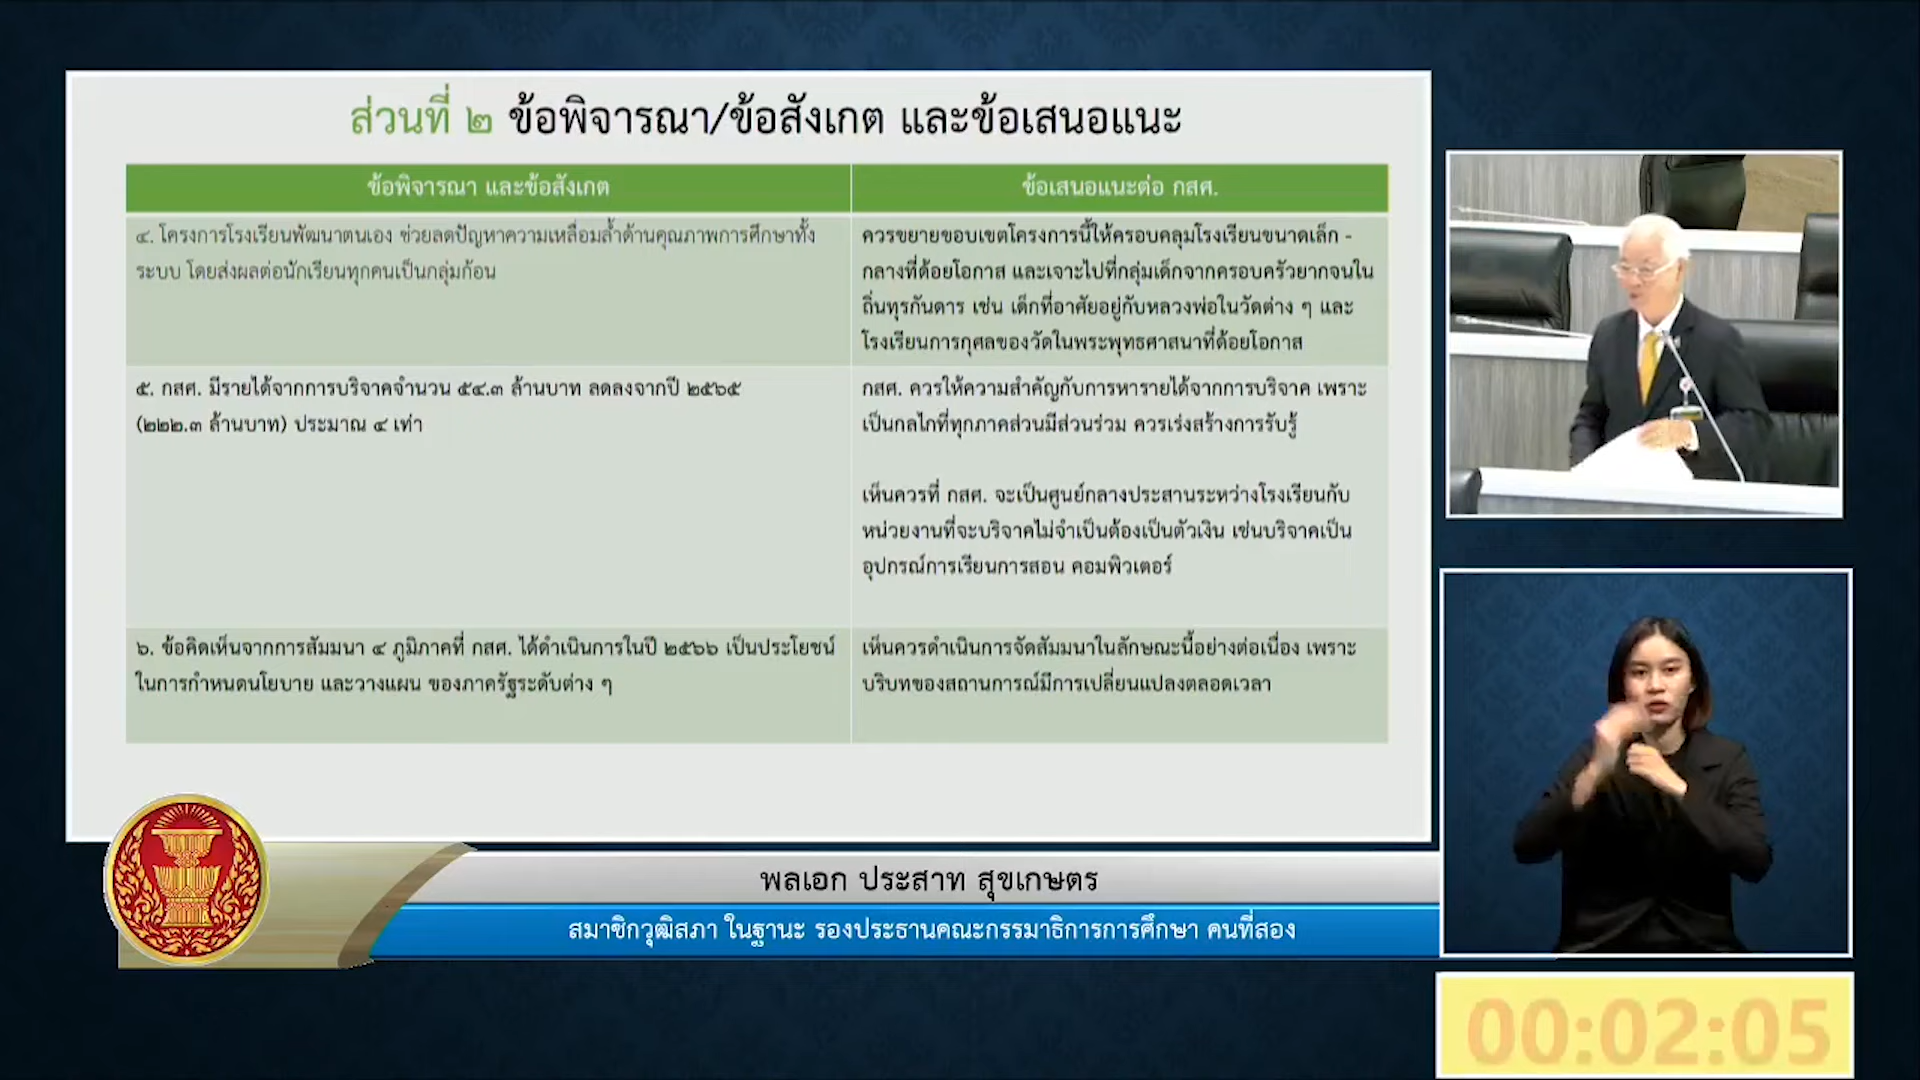 ส่วนที่ ๒ ข้อพิจารณา/ข้อสังเกต และข้อเสนอแนะ
ข้อพิจารณา และข้อสังเกต
ข้อเสนอแนะต่อ กสศ.
๔. โครงการโรงเรียนพัฒนาตนเอง ช่วยลดปัญหาความเหลื่อมล้ำด้านคุณภาพการศึกษาทั้ง
ระบบ โดยส่งผลต่อนักเรียนทุกคนเป็นกลุ่มก้อน
ควรขยายขอบเขตโครงการนี้ให้ครอบคลุมโรงเรียนขนาดเล็ก -
กลางที่ด้อยโอกาส และเจาะไปที่กลุ่มเด็กจากครอบครัวยากจนใน
ถิ่นทุรกันดาร เช่น เด็กที่อาศัยอยู่กับหลวงพ่อในวัดต่าง ๆ และ
โรงเรียนการกุศลของวัดในพระพุทธศาสนาที่ด้อยโอกาส
๕. กสศ. มีรายได้จากการบริจาคจำนวน ๕๔.๓ ล้านบาท ลดลงจากปี ๒๕๖๕
(๒๒๒.๓ ล้านบาท) ประมาณ ๔ เท่า
กสศ. ควรให้ความสำคัญกับการหารายได้จากการบริจาค เพราะ
เป็นกลไกที่ทุกภาคส่วนมีส่วนร่วม ควรเร่งสร้างการรับรู้
เห็นควรที่ กสศ. จะเป็นศูนย์กลางประสานระหว่างโรงเรียนกับ
หน่วยงานที่จะบริจาคไม่จำเป็นต้องเป็นตัวเงิน เช่นบริจาคเป็น
อุปกรณ์การเรียนการสอน คอมพิวเตอร์
๖. ข้อคิดเห็นจากการสัมมนา ๔ ภูมิภาคที่ กสศ. ได้ดำเนินการในปี ๒๕๖๖ เป็นประโยชน์
ในการกำหนดนโยบาย และวางแผน ของภาครัฐระดับต่าง ๆ
เห็นควรดำเนินการจัดสัมมนาในลักษณะนี้อย่างต่อเนื่อง เพราะ
บริบทของสถานการณ์มีการเปลี่ยนแปลงตลอดเวลา
พลเอก ประสาท สุขเกษตร
สมาชิกวุฒิสภา ในฐานะ รองประธานคณะกรรมาธิการการศึกษา คนที่สอง
00:02:05